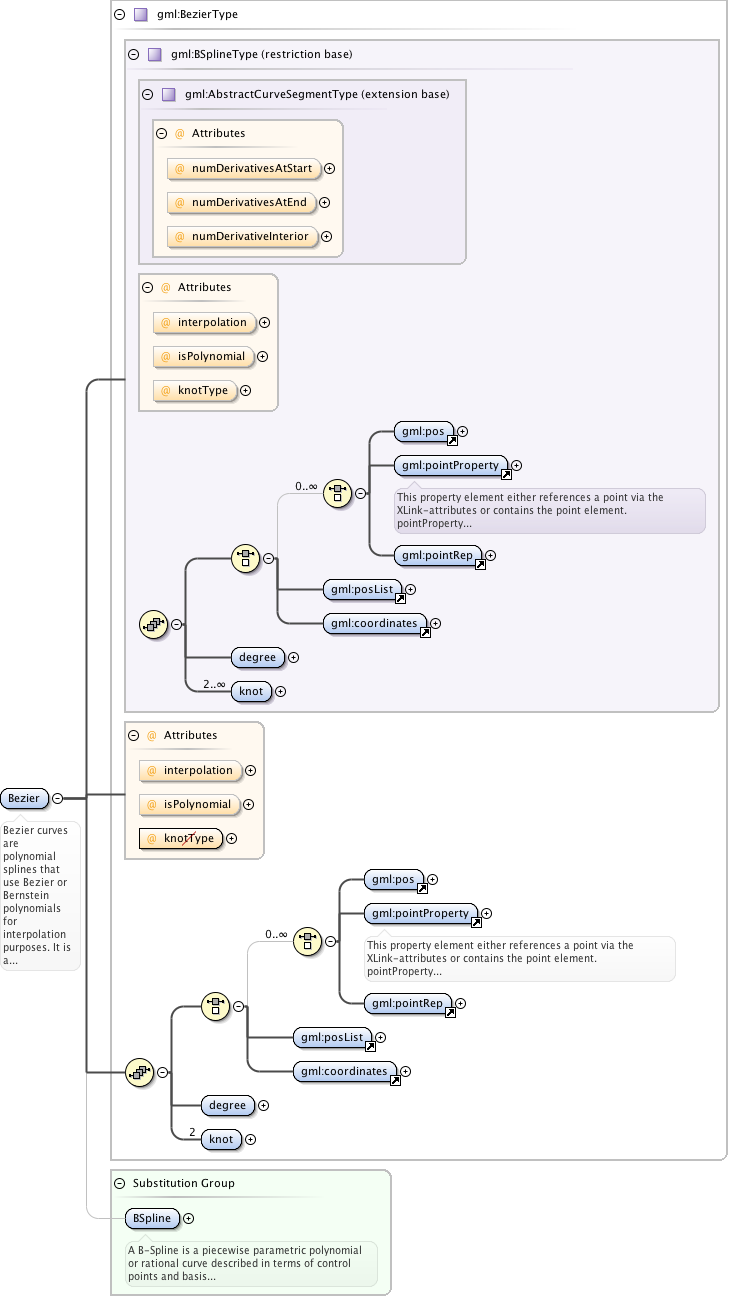 gml:BezierType
gml:BSplineType (restriction base)
gml:AbstractCurveSegmentType (extension base)
@ Attributes
@ numDerivativesAtStart
@ numDerivativesAtEnd
@ numDerivativeInterior
@ Attributes
@ interpolation
@ isPolynomial
@ knotType
gml:pos
gml:pointProperty
0..∞
This property element either references a point via the
XLink-attributes or contains the point element.
pointProperty...
gml:pointRep
gml:posList
gml:coordinates
degree
2..∞
knot
@ Attributes
@ interpolation
@ isPolynomial
@ knotType
Bezier
Bezier curves
are
polynomial
splines that
use Bezier or
Bernstein
polynomials
for
interpolation
purposes. It is
a...
gml:pos
gml:pointProperty
0..∞
This property element either references a point via the
XLink-attributes or contains the point element.
pointProperty...
gml:pointRep
gml:posList
gml:coordinates
degree
2
knot
Substitution Group
BSpline
A B-Spline is a piecewise parametric polynomial
or rational curve described in terms of control
points and basis...